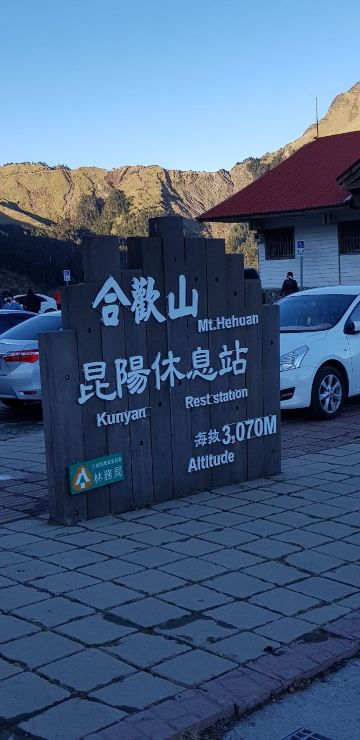 合歡山
Mt.Hehuan
昆陽休息站
Kunyan Rest station
海拔3,070M
Altitude
林務局